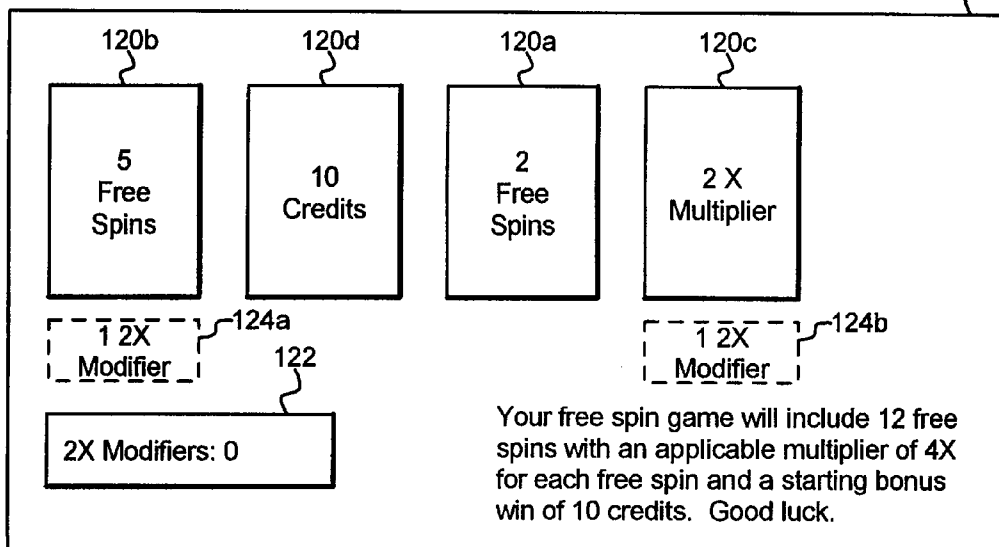 120b
120d
120a
120c
5
Free
Spins
10
Credits
2
Free
Spins
2 X
Multiplier
1 2X
Modifier
124a
1 2X
Modifier
124b
122
2X Modifiers: 0
Your free spin game will include 12 free
spins with an applicable multiplier of 4X
for each free spin and a starting bonus
win of 10 credits. Good luck.